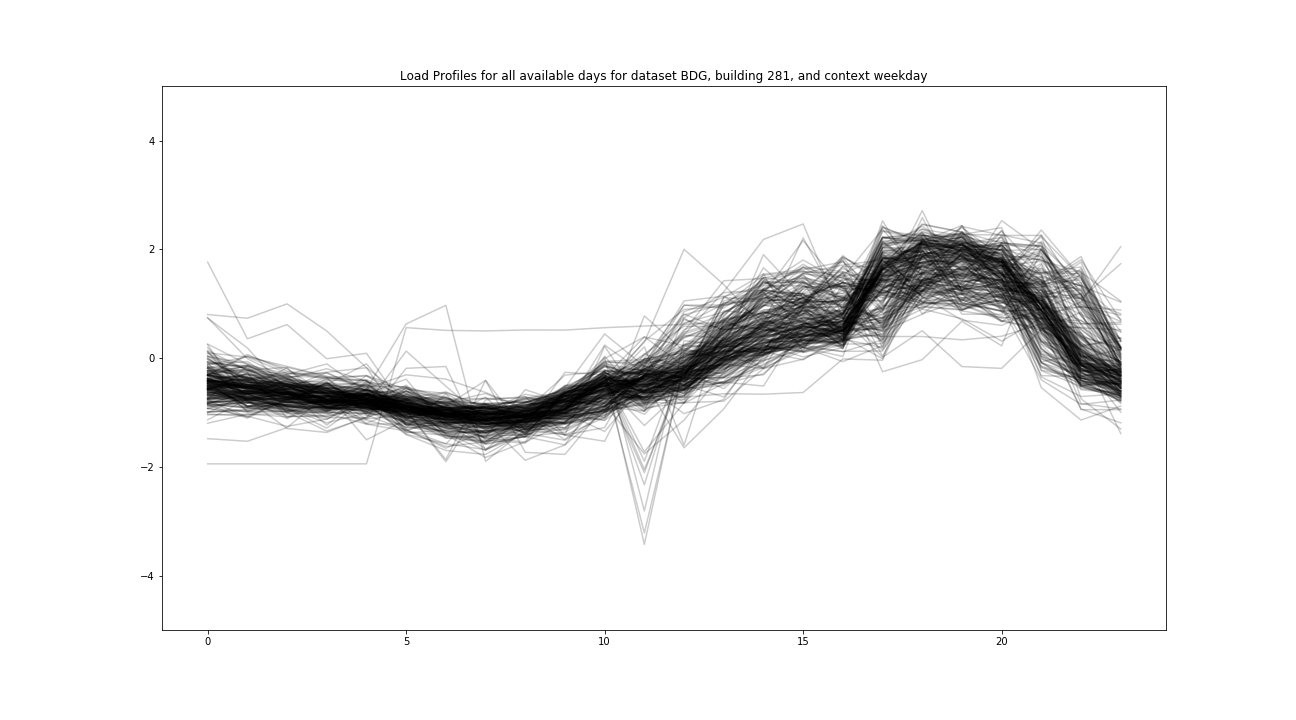 Load Profiles for all available days for dataset BDG, building 281, and context weekday
4
2
0
−2
−4
0 5 10 15 20